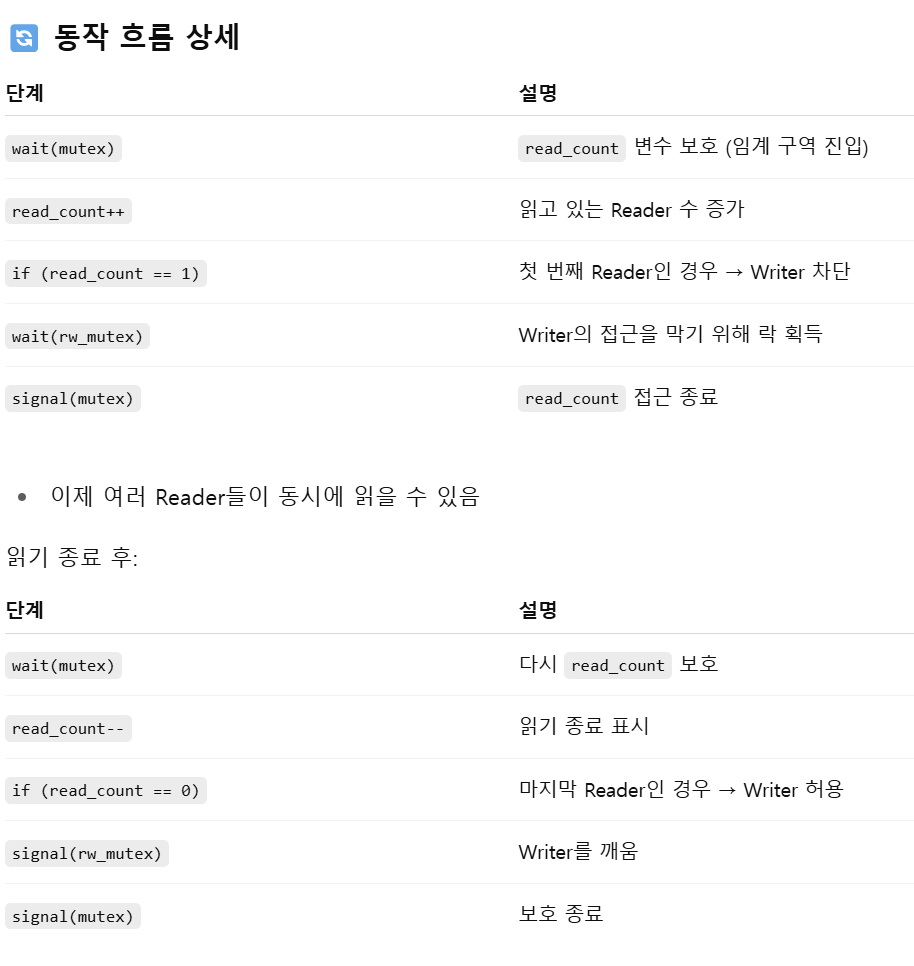 동작 흐름 상세
단계 설명
wait(mutex) read_count 변수 보호 (임계 구역 진입)
read_count++ 읽고 있는 Reader 수 증가
if (read_count == 1) 첫 번째 Reader인 경우 → Writer 차단
wait(rw_mutex) Writer의 접근을 막기 위해 락 획득
signal(mutex) read_count 접근 종료
• 이제 여러 Reader들이 동시에 읽을 수 있음
읽기 종료 후:
단계 설명
wait(mutex) 다시 read_count 보호
read_count-- 읽기 종료 표시
if (read_count == 0) 마지막 Reader인 경우 → Writer 허용
signal(rw_mutex) Writer를 깨움
signal(mutex) 보호 종료